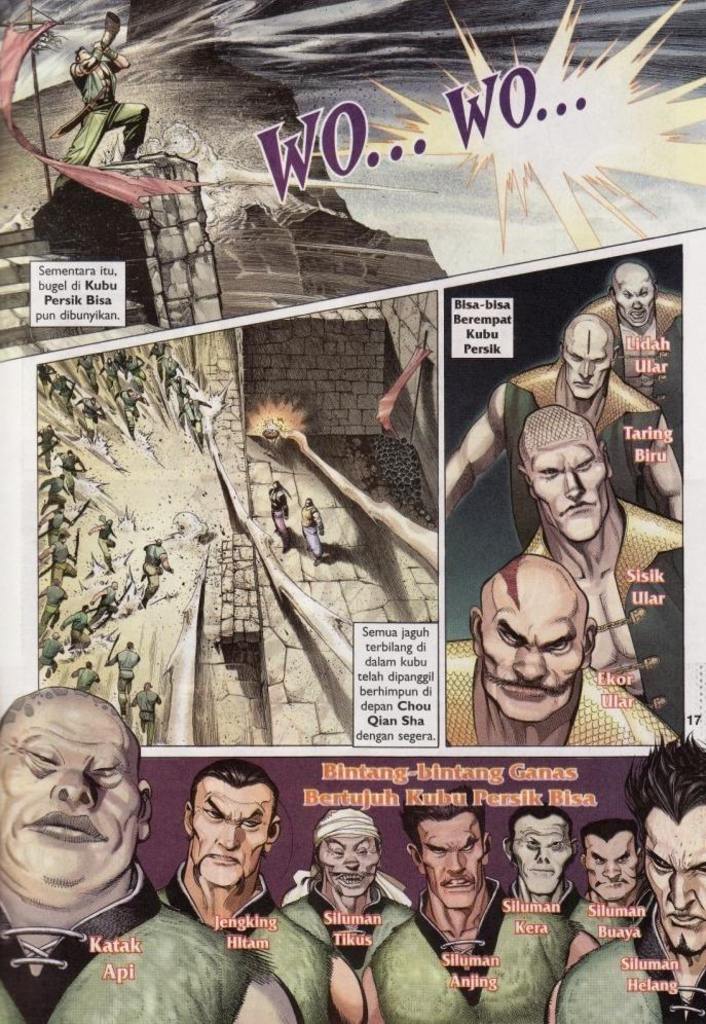 WO... WO...
Sementara itu,
bugel di Kubu
Persik Bisa
pun dibunyikan.
Bisa-bisa
Berempat
Kubu
Persik
Lidah
Ular
Taring
Biru
Sisik
Ular
Ekor
Ular
Semua jaguh
terbilang di
dalam kubu
telah dipanggil
berhimpun di
depan Chou
Qian Sha
dengan segera.
17
Bintang-bintang Ganas
Bertujuh Kubu Persik Bisa
Katak
Api
Jengking
Hitam
Siluman
Tikus
Siluman
Anjing
Siluman
Kera
Siluman
Buaya
Siluman
Helang